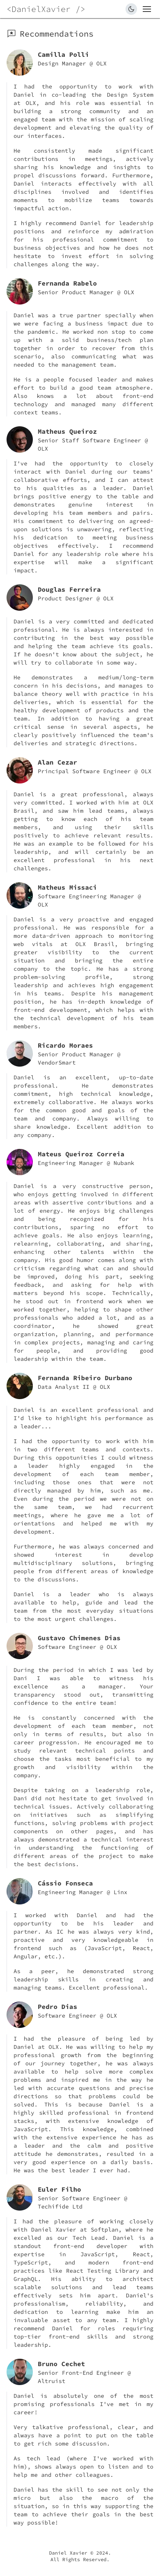 <DanielXavier />
Recommendations
Camilla Polli
Design Manager @ OLX
I had the opportunity to work with
Daniel in co-leading the Design System
at OLX, and his role was essential in
building a strong community and an
engaged team with the mission of scaling
development and elevating the quality of
our interfaces.
He consistently made significant
contributions in meetings, actively
sharing his knowledge and insights to
propel discussions forward. Furthermore,
Daniel interacts effectively with all
disciplines involved and identifies
moments to mobilize teams towards
impactful action.
I highly recommend Daniel for leadership
positions and reinforce my admiration
for his professional commitment to
business objectives and how he does not
hesitate to invest effort in solving
challenges along the way.
Fernanda Rabelo
Senior Product Manager @ OLX
Daniel was a true partner specially when
we were facing a business impact due to
the pandemic. He worked non stop to come
up with a solid business/tech plan
together in order to recover from this
scenario, also communicating what was
needed to the management team.
He is a people focused leader and makes
effort to build a good team atmosphere.
Also knows a lot about front-end
technology and managed many different
context teams.
Matheus Queiroz
Senior Staff Software Engineer @
OLX
I've had the opportunity to closely
interact with Daniel during our teams'
collaborative efforts, and I can attest
to his qualities as a leader. Daniel
brings positive energy to the table and
demonstrates genuine interest in
developing his team members and pairs.
His commitment to delivering on agreed-
upon solutions is unwavering, reflecting
his dedication to meeting business
objectives effectively. I recommend
Daniel for any leadership role where his
expertise will make a significant
impact.
Douglas Ferreira
Product Designer @ OLX
Daniel is a very committed and dedicated
professional. He is always interested in
contributing in the best way possible
and helping the team achieve its goals.
If he doesn't know about the subject, he
will try to collaborate in some way.
He demonstrates a medium/long-term
concern in his decisions, and manages to
balance theory well with practice in his
deliveries, which is essential for the
healthy development of products and the
team. In addition to having a great
critical sense in several aspects, he
clearly positively influenced the team's
deliveries and strategic directions.
Alan Cezar
Principal Software Engineer @ OLX
Daniel is a great professional, always
very committed. I worked with him at OLX
Brasil, and saw him lead teams, always
getting to know each of his team
members, and using their skills
positively to achieve relevant results.
He was an example to be followed for his
leadership, and will certainly be an
excellent professional in his next
challenges.
Matheus Missaci
Software Engineering Manager @
OLX
Daniel is a very proactive and engaged
professional. He was responsible for a
more data-driven approach to monitoring
web vitals at OLX Brasil, bringing
greater visibility to the current
situation and bringing the entire
company to the topic. He has a strong
problem-solving profile, strong
leadership and achieves high engagement
in his teams. Despite his management
position, he has in-depth knowledge of
front-end development, which helps with
the technical development of his team
members.
Ricardo Moraes
Senior Product Manager @
VendorSmart
Daniel is an excellent, up-to-date
professional. He demonstrates
commitment, high technical knowledge,
extremely collaborative. He always works
for the common good and goals of the
team and company. Always willing to
share knowledge. Excellent addition to
any company.
Mateus Queiroz Correia
Engineering Manager @ Nubank
Daniel is a very constructive person,
who enjoys getting involved in different
areas with assertive contributions and a
lot of energy. He enjoys big challenges
and being recognized for his
contributions, sparing no effort to
achieve goals. He also enjoys learning,
relearning, collaborating, and sharing,
enhancing other talents within the
company. His good humor comes along with
criticism regarding what can and should
be improved, doing his part, seeking
feedback, and asking for help with
matters beyond his scope. Technically,
he stood out in frontend work when we
worked together, helping to shape other
professionals who added a lot, and as a
coordinator, he showed great
organization, planning, and performance
in complex projects, managing and caring
for people, and providing good
leadership within the team.
Fernanda Ribeiro Durbano
Data Analyst II @ OLX
Daniel is an excellent professional and
I'd like to highlight his performance as
a leader...
I had the opportunity to work with him
in two different teams and contexts.
During this opportunities I could witness
a leader highly engaged in the
development of each team member,
including those ones that were not
directly managed by him, such as me.
Even during the period we were not on
the same team, we had recurrent
meetings, where he gave me a lot of
orientations and helped me with my
development.
Furthermore, he was always concerned and
showed interest in develop
multidisciplinary solutions, bringing
people from different areas of knowledge
to the discussions.
Daniel is a leader who is always
available to help, guide and lead the
team from the most everyday situations
to the most urgent challenges.
Gustavo Chimenes Dias
Software Engineer @ OLX
During the period in which I was led by
Dani I was able to witness his
excellence as a manager. Your
transparency stood out, transmitting
confidence to the entire team!
He is constantly concerned with the
development of each team member, not
only in terms of results, but also in
career progression. He encouraged me to
study relevant technical points and
choose the tasks most beneficial to my
growth and visibility within the
company.
Despite taking on a leadership role,
Dani did not hesitate to get involved in
technical issues. Actively collaborating
on initiatives such as simplifying
functions, solving problems with project
components on other pages, and has
always demonstrated a technical interest
in understanding the functioning of
different areas of the project to make
the best decisions.
Cássio Fonseca
Engineering Manager @ Linx
I worked with Daniel and had the
opportunity to be his leader and
partner. As IC he was always very kind,
proactive and very knowledgeable in
frontend such as (JavaScript, React,
Angular, etc.).
As a peer, he demonstrated strong
leadership skills in creating and
managing teams. Excellent professional.
Pedro Dias
Software Engineer @ OLX
I had the pleasure of being led by
Daniel at OLX. He was willing to help my
professional growth from the beginning
of our journey together, he was always
available to help solve more complex
problems and inspired me in the way he
led with accurate questions and precise
directions so that problems could be
solved. This is because Daniel is a
highly skilled professional in frontend
stacks, with extensive knowledge of
JavaScript. This knowledge, combined
with the extensive experience he has as
a leader and the calm and positive
attitude he demonstrates, resulted in a
very good experience on a daily basis.
He was the best leader I ever had.
Euler Filho
Senior Software Engineer @
Techifide Ltd
I had the pleasure of working closely
with Daniel Xavier at Softplan, where he
excelled as our Tech Lead. Daniel is a
standout front-end developer with
expertise in JavaScript, React,
TypeScript, and modern front-end
practices like React Testing Library and
GraphQL. His ability to architect
scalable solutions and lead teams
effectively sets him apart. Daniel's
professionalism, reliability, and
dedication to learning make him an
invaluable asset to any team. I highly
recommend Daniel for roles requiring
top-tier front-end skills and strong
leadership.
Bruno Cechet
Senior Front-End Engineer @
Altruist
Daniel is absolutely one of the most
promising professionals I've met in my
career!
Very talkative professional, clear, and
always have a point to put on the table
to get rich some discussion.
As tech lead (where I've worked with
him), shows always open to listen and to
help me and other colleagues.
Daniel has the skill to see not only the
micro but also the macro of the
situation, so in this way supporting the
team to achieve their goals in the best
way possible!
Daniel Xavier © 2024.
All Rights Reserved.